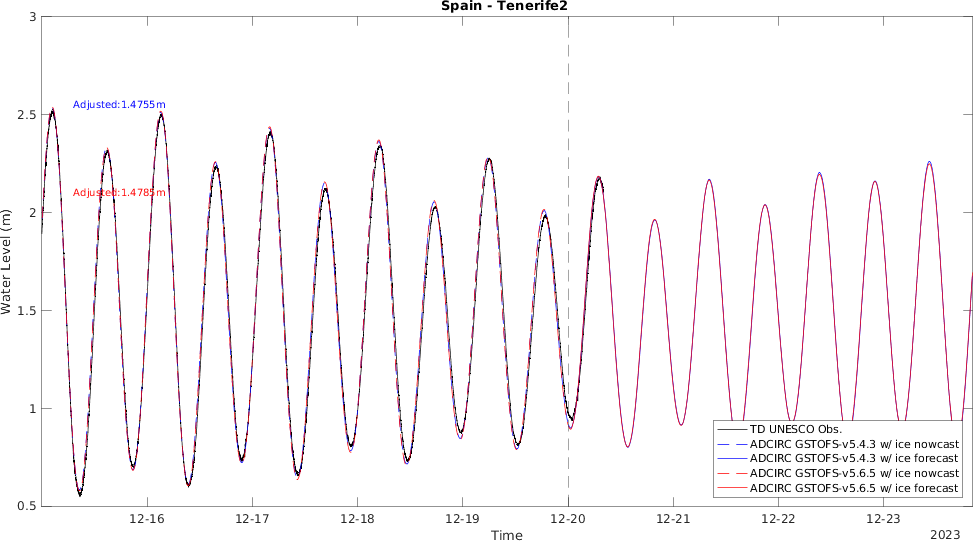 Spain - Tenerife2
3
2.5
2
1.5
1
0.5
Water Level (m)
Adjusted:1.4755m
Adjusted:1.4785m
TD UNESCO Obs.
ADCIRC GSTOFS-v5.4.3 w/ ice nowcast
ADCIRC GSTOFS-v5.4.3 w/ ice forecast
ADCIRC GSTOFS-v5.6.5 w/ ice nowcast
ADCIRC GSTOFS-v5.6.5 w/ ice forecast
12-16 12-17 12-18 12-19 12-20 12-21 12-22 12-23
Time
2023